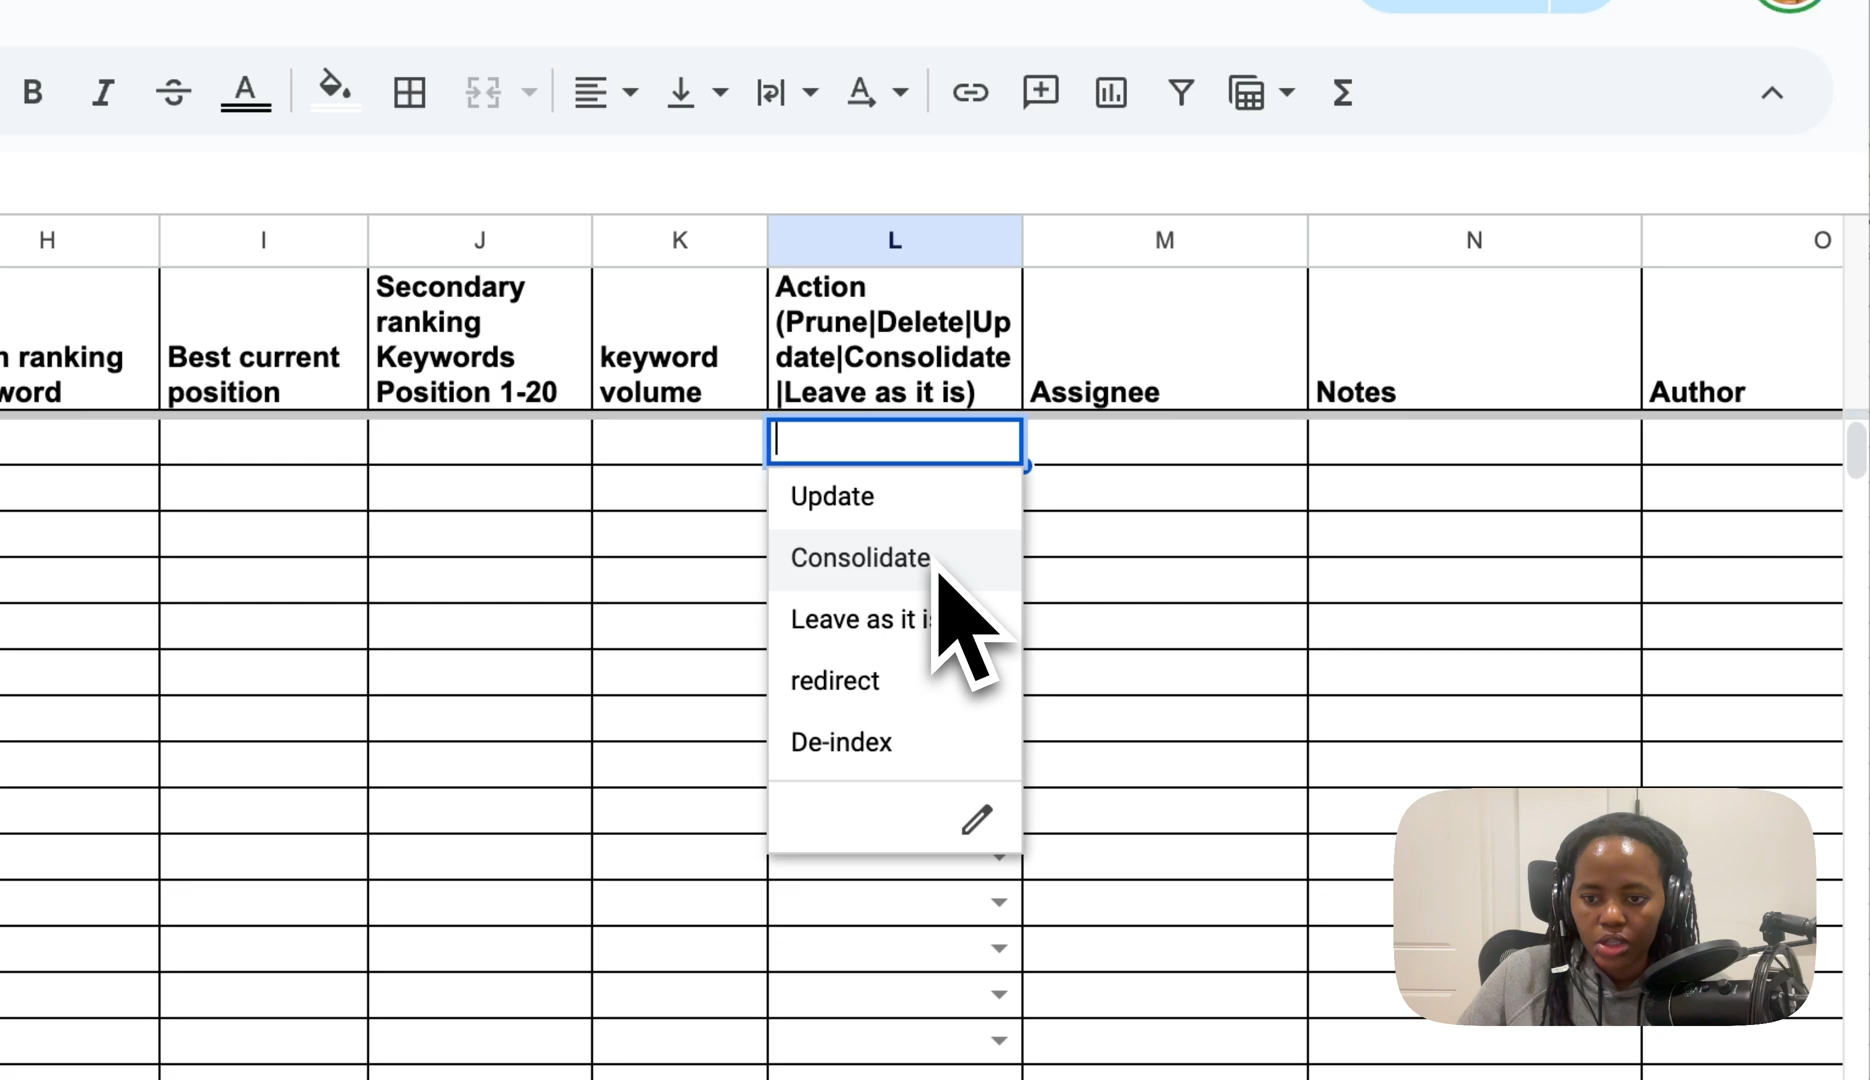 B I A A
H I J K L M N O
n ranking
word
Best current
position
Secondary
ranking
Keywords
Position 1-20
keyword
volume
Action
(Prune|Delete|Up
date|Consolidate
|Leave as it is)
Assignee
Notes
Author
Update
Consolidate
Leave as it is
redirect
De-index